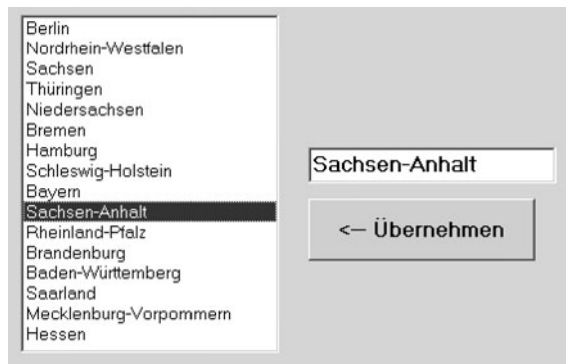 Berlin
Nordrhein-Westfalen
Sachsen
Thüringen
Niedersachsen
Bremen
Hamburg
Schleswig-Holstein
Bayern
Sachsen-Anhalt
Rheinland-Pfalz
Brandenburg
Baden-Württemberg
Saarland
Mecklenburg-Vorpommern
Hessen
Sachsen-Anhalt
<– Übernehmen